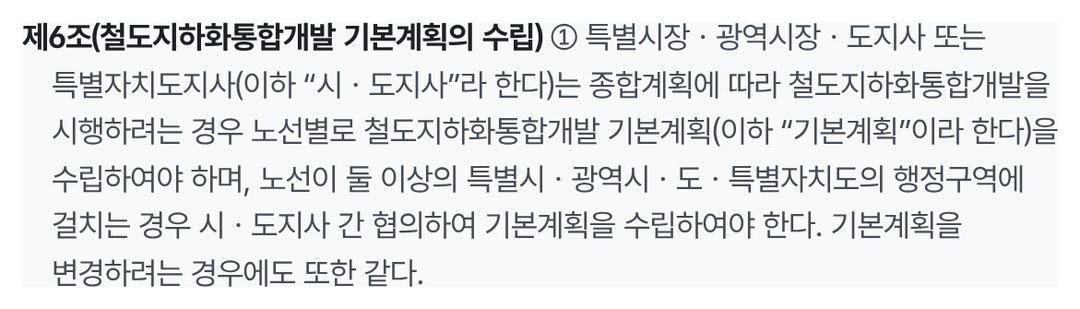 제6조(철도지하화통합개발 기본계획의 수립) ① 특별시장ㆍ광역시장ㆍ도지사 또는
특별자치도지사(이하 “시ㆍ도지사”라 한다)는 종합계획에 따라 철도지하화통합개발을
시행하려는 경우 노선별로 철도지하화통합개발 기본계획(이하 “기본계획”이라 한다)을
수립하여야 하며, 노선이 둘 이상의 특별시ㆍ광역시ㆍ도ㆍ특별자치도의 행정구역에
걸치는 경우 시ㆍ도지사 간 협의하여 기본계획을 수립하여야 한다. 기본계획을
변경하려는 경우에도 또한 같다.